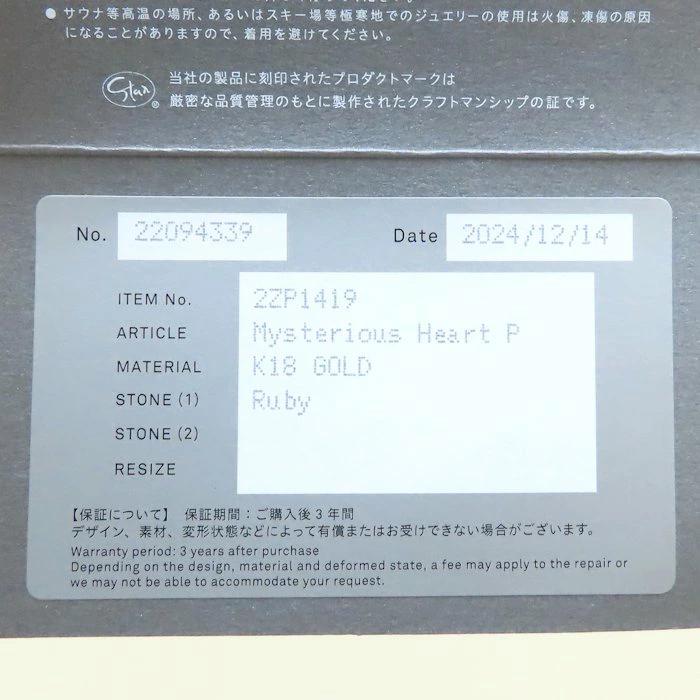 ● サウナ等高温の場所、あるいはスキー場等極寒地でのジュエリーの使用は火傷、凍傷の原因
になることがありますので、着用を避けてください。
Star ® 当社の製品に刻印されたプロダクトマークは
厳密な品質管理のもとに製作されたクラフトマンシップの証です。
No. 22094339 Date 2024/12/14
ITEM No. 2ZP1419
ARTICLE Mysterious Heart P
MATERIAL K18 GOLD
STONE (1) Ruby
STONE (2)
RESIZE
【保証について】 保証期間：ご購入後3年間
デザイン、素材、変形状態などによって有償またはお受けできない場合がございます。
Warranty period: 3 years after purchase
Depending on the design, material and deformed state, a fee may apply to the repair or
we may not be able to accommodate your request.